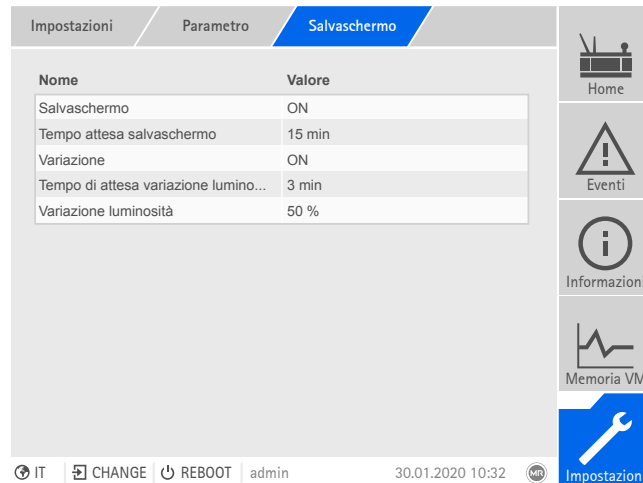 Impostazioni Parametro Salvaschermo
Nome Valore
Salvaschermo ON
Tempo attesa salvaschermo 15 min
Variazione ON
Tempo di attesa variazione lumino... 3 min
Variazione luminosità 50 %
Home
Eventi
Informazioni
Memoria VM
Impostazion
IT CHANGE REBOOT admin 30.01.2020 10:32 MR